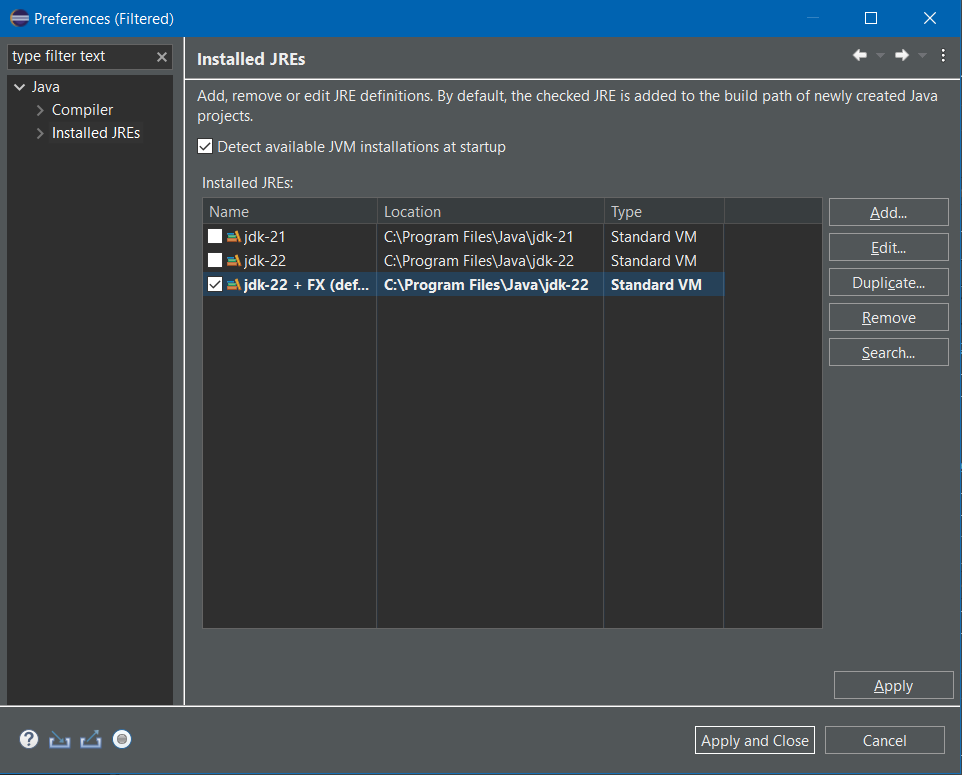 Preferences (Filtered)
type filter text
Java
Compiler
Installed JREs
Installed JREs
Add, remove or edit JRE definitions. By default, the checked JRE is added to the build path of newly created Java
projects.
Detect available JVM installations at startup
Installed JREs:
Name Location Type
jdk-21 C:\Program Files\Java\jdk-21 Standard VM
jdk-22 C:\Program Files\Java\jdk-22 Standard VM
jdk-22 + FX (def... C:\Program Files\Java\jdk-22 Standard VM
Add...
Edit...
Duplicate...
Remove
Search...
Apply
Apply and Close Cancel